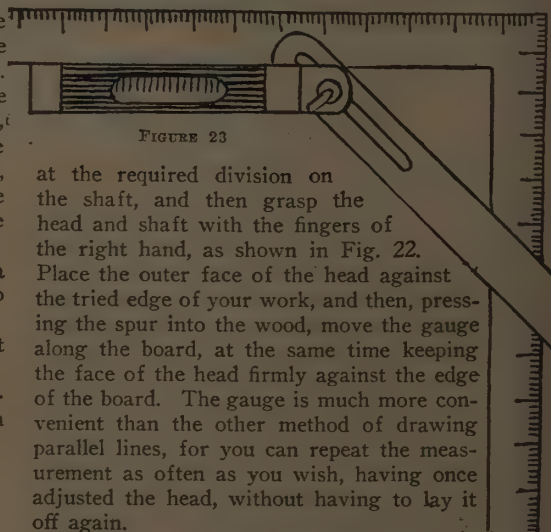 FIGURE 23
at the required division on
the shaft, and then grasp the
head and shaft with the fingers of
the right hand, as shown in Fig. 22.
Place the outer face of the head against
the tried edge of your work, and then, press-
ing the spur into the wood, move the gauge
along the board, at the same time keeping
the face of the head firmly against the edge
of the board. The gauge is much more con-
venient than the other method of drawing
parallel lines, for you can repeat the meas-
urement as often as you wish, having once
adjusted the head, without having to lay it
off again.